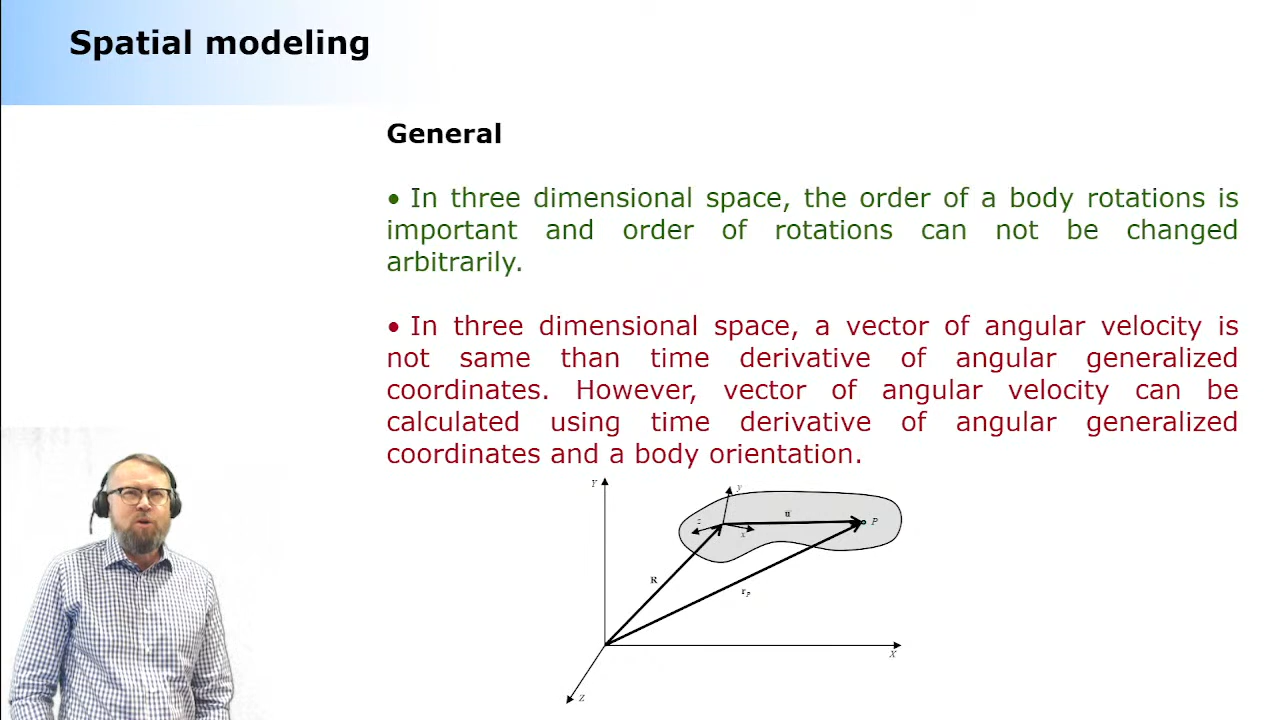 Spatial modeling
General
• In three dimensional space, the order of a body rotations is
important and order of rotations can not be changed
arbitrarily.
• In three dimensional space, a vector of angular velocity is
not same than time derivative of angular generalized
coordinates. However, vector of angular velocity can be
calculated using time derivative of angular generalized
coordinates and a body orientation.
Y
y
z
u
P
x
R
r_P
X
Z